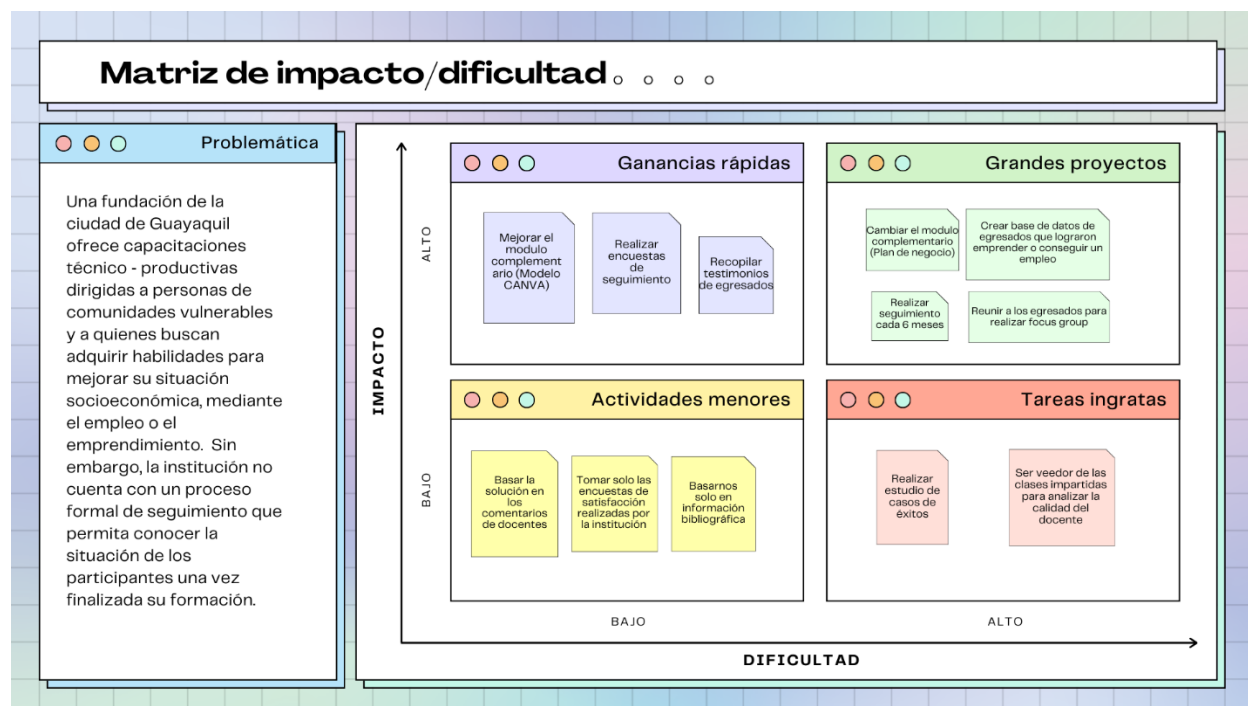 Matriz de impacto/dificultad
Problemática
Una fundación de la
ciudad de Guayaquil
ofrece capacitaciones
técnico - productivas
dirigidas a personas de
comunidades vulnerables
y a quienes buscan
adquirir habilidades para
mejorar su situación
socioeconómica, mediante
el empleo o el
emprendimiento. Sin
embargo, la institución no
cuenta con un proceso
formal de seguimiento que
permita conocer la
situación de los
participantes una vez
finalizada su formación.
IMPACTO
ALTO
BAJO
Ganancias rápidas
Mejorar el
modulo
complement
ario (Modelo
CANVA)
Realizar
encuestas
de
seguimiento
Recopilar
testimonios
de egresados
Grandes proyectos
Cambiar el modulo
complementario
(Plan de negocio)
Crear base de datos de
egresados que lograron
emprender o conseguir un
empleo
Realizar
seguimiento
cada 6 meses
Reunir a los egresados para
realizar focus group
Actividades menores
Basar la
solución en
los
comentarios
de docentes
Tomar solo las
encuestas de
satisfacción
realizadas por
la institución
Basarnos
solo en
información
bibliográfica
Tareas ingratas
Realizar
estudio de
casos de
éxitos
Ser veedor de las
clases impartidas
para analizar la
calidad del
docente
BAJO
ALTO
DIFICULTAD